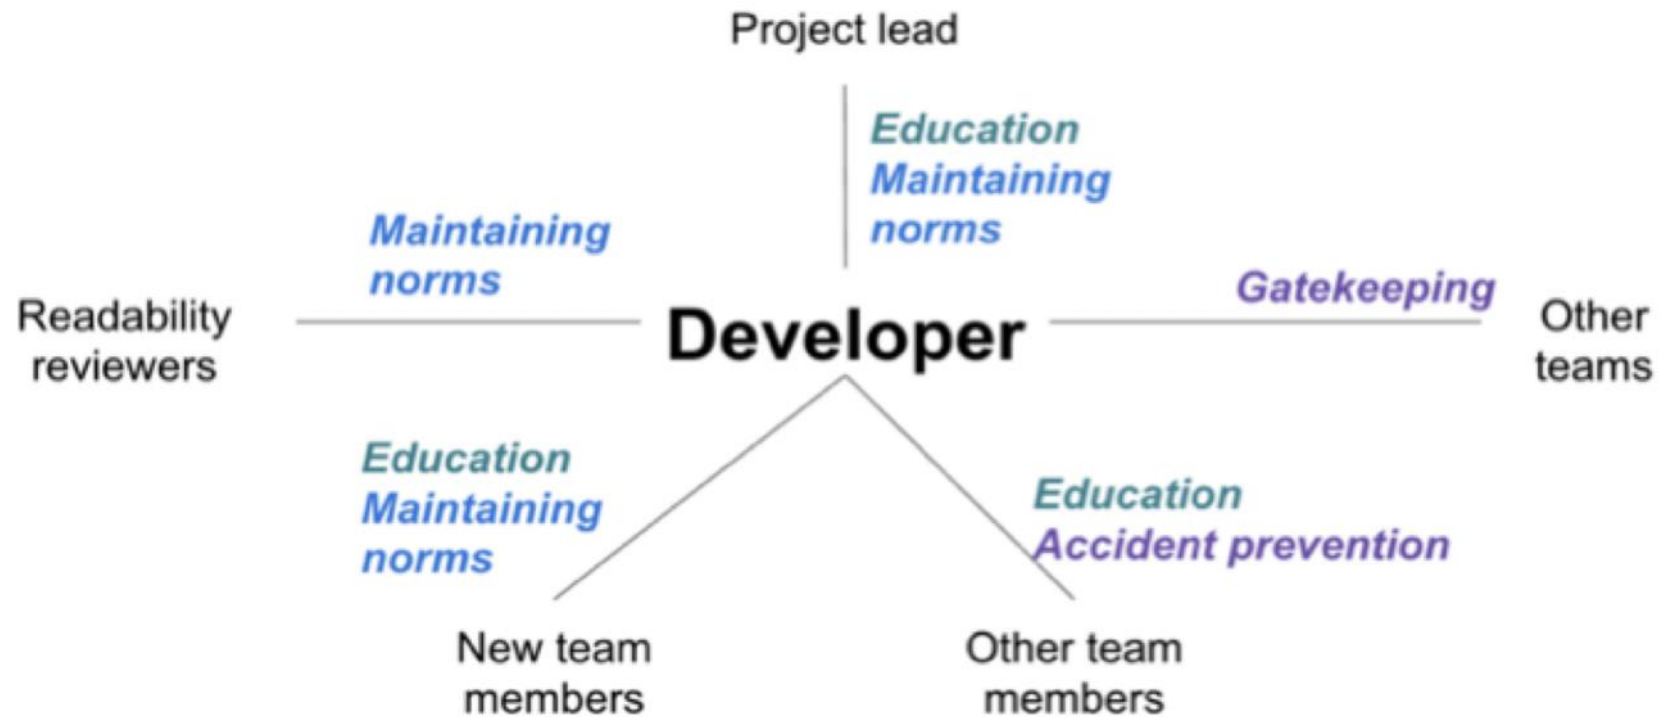 Project lead
Education
Maintaining
norms
Maintaining
norms
Gatekeeping
Readability
reviewers
Developer
Other
teams
Education
Maintaining
norms
Education
Accident prevention
New team
members
Other team
members